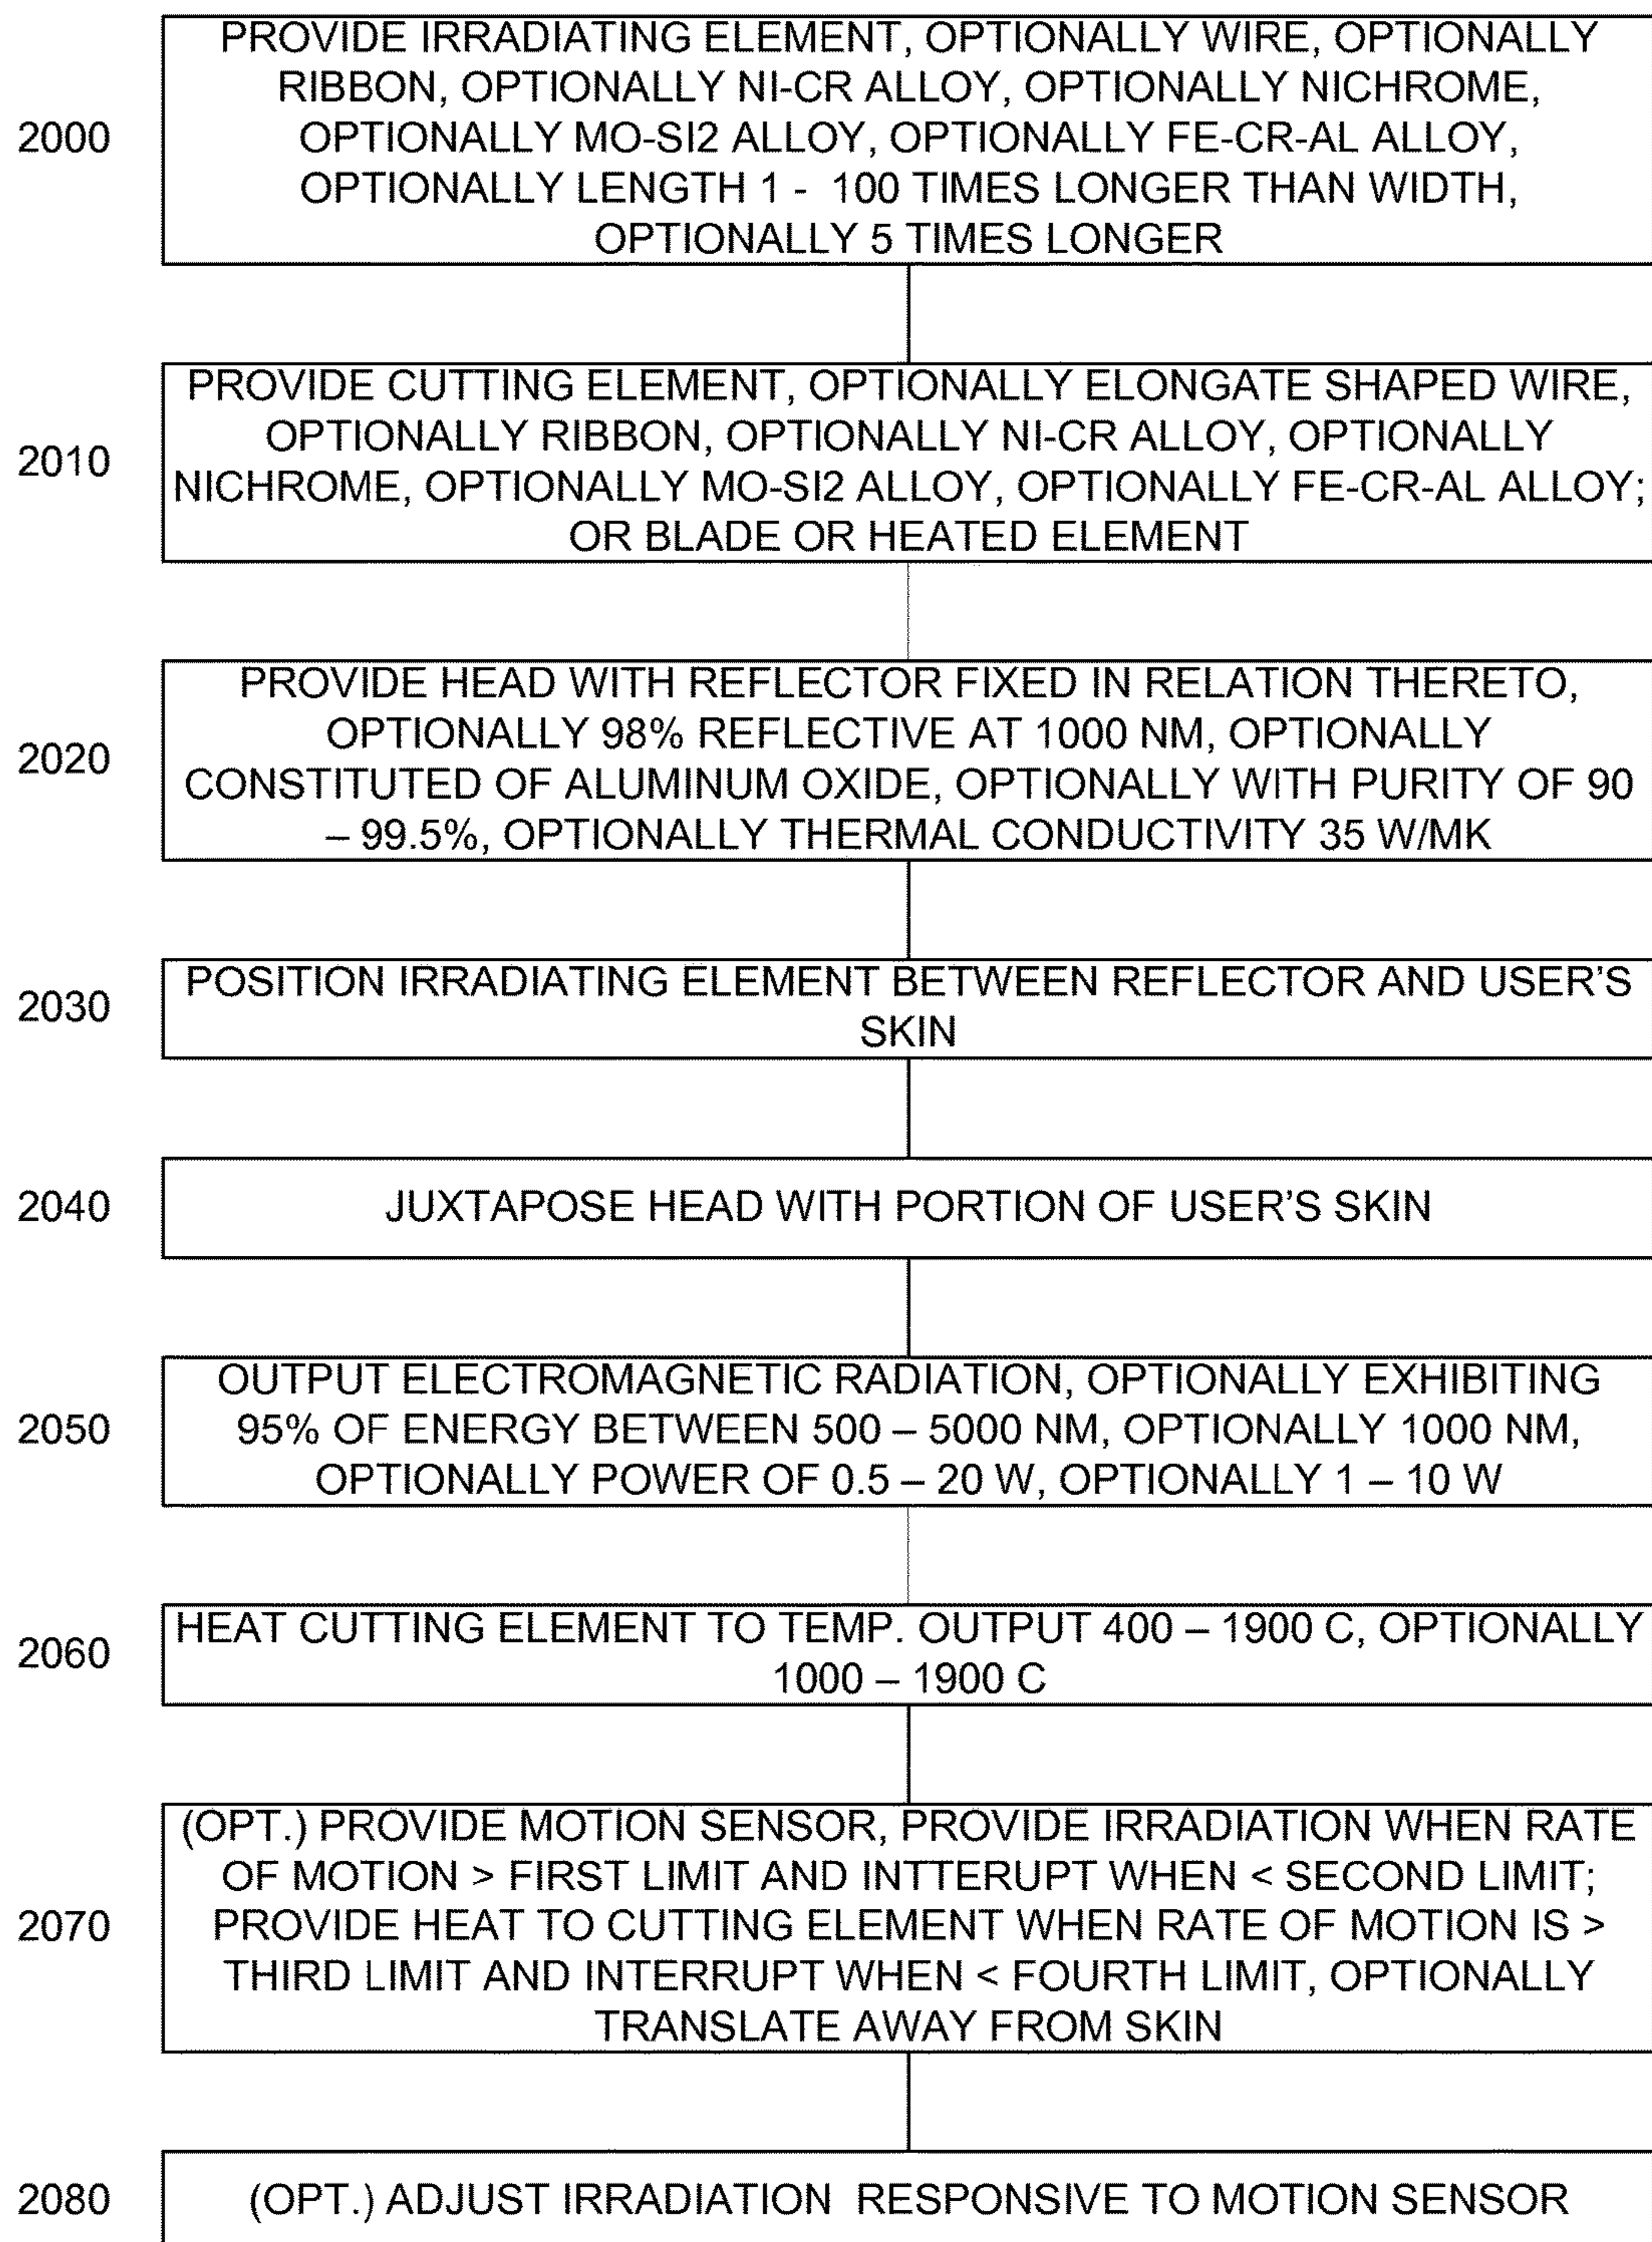 PROVIDE IRRADIATING ELEMENT, OPTIONALLY WIRE, OPTIONALLY
RIBBON, OPTIONALLY NI-CR ALLOY, OPTIONALLY NICHROME,
2000
OPTIONALLY MO-SI2 ALLOY, OPTIONALLY FE-CR-AL ALLOY,
OPTIONALLY LENGTH 1 - 100 TIMES LONGER THAN WIDTH,
OPTIONALLY 5 TIMES LONGER
PROVIDE CUTTING ELEMENT, OPTIONALLY ELONGATE SHAPED WIRE,
OPTIONALLY RIBBON, OPTIONALLY NI-CR ALLOY, OPTIONALLY
2010
NICHROME, OPTIONALLY MO-SI2 ALLOY, OPTIONALLY FE-CR-AL ALLOY;
OR BLADE OR HEATED ELEMENT
PROVIDE HEAD WITH REFLECTOR FIXED IN RELATION THERETO,
OPTIONALLY 98% REFLECTIVE AT 1000 NM, OPTIONALLY
2020
CONSTITUTED OF ALUMINUM OXIDE, OPTIONALLY WITH PURITY OF 90
– 99.5%, OPTIONALLY THERMAL CONDUCTIVITY 35 W/MK
2030
POSITION IRRADIATING ELEMENT BETWEEN REFLECTOR AND USER'S
SKIN
2040
JUXTAPOSE HEAD WITH PORTION OF USER'S SKIN
OUTPUT ELECTROMAGNETIC RADIATION, OPTIONALLY EXHIBITING
2050
95% OF ENERGY BETWEEN 500 – 5000 NM, OPTIONALLY 1000 NM,
OPTIONALLY POWER OF 0.5 – 20 W, OPTIONALLY 1 – 10 W
2060
HEAT CUTTING ELEMENT TO TEMP. OUTPUT 400 – 1900 C, OPTIONALLY
1000 – 1900 C
(OPT.) PROVIDE MOTION SENSOR, PROVIDE IRRADIATION WHEN RATE
OF MOTION > FIRST LIMIT AND INTTERUPT WHEN < SECOND LIMIT;
2070
PROVIDE HEAT TO CUTTING ELEMENT WHEN RATE OF MOTION IS >
THIRD LIMIT AND INTERRUPT WHEN < FOURTH LIMIT, OPTIONALLY
TRANSLATE AWAY FROM SKIN
2080
(OPT.) ADJUST IRRADIATION RESPONSIVE TO MOTION SENSOR